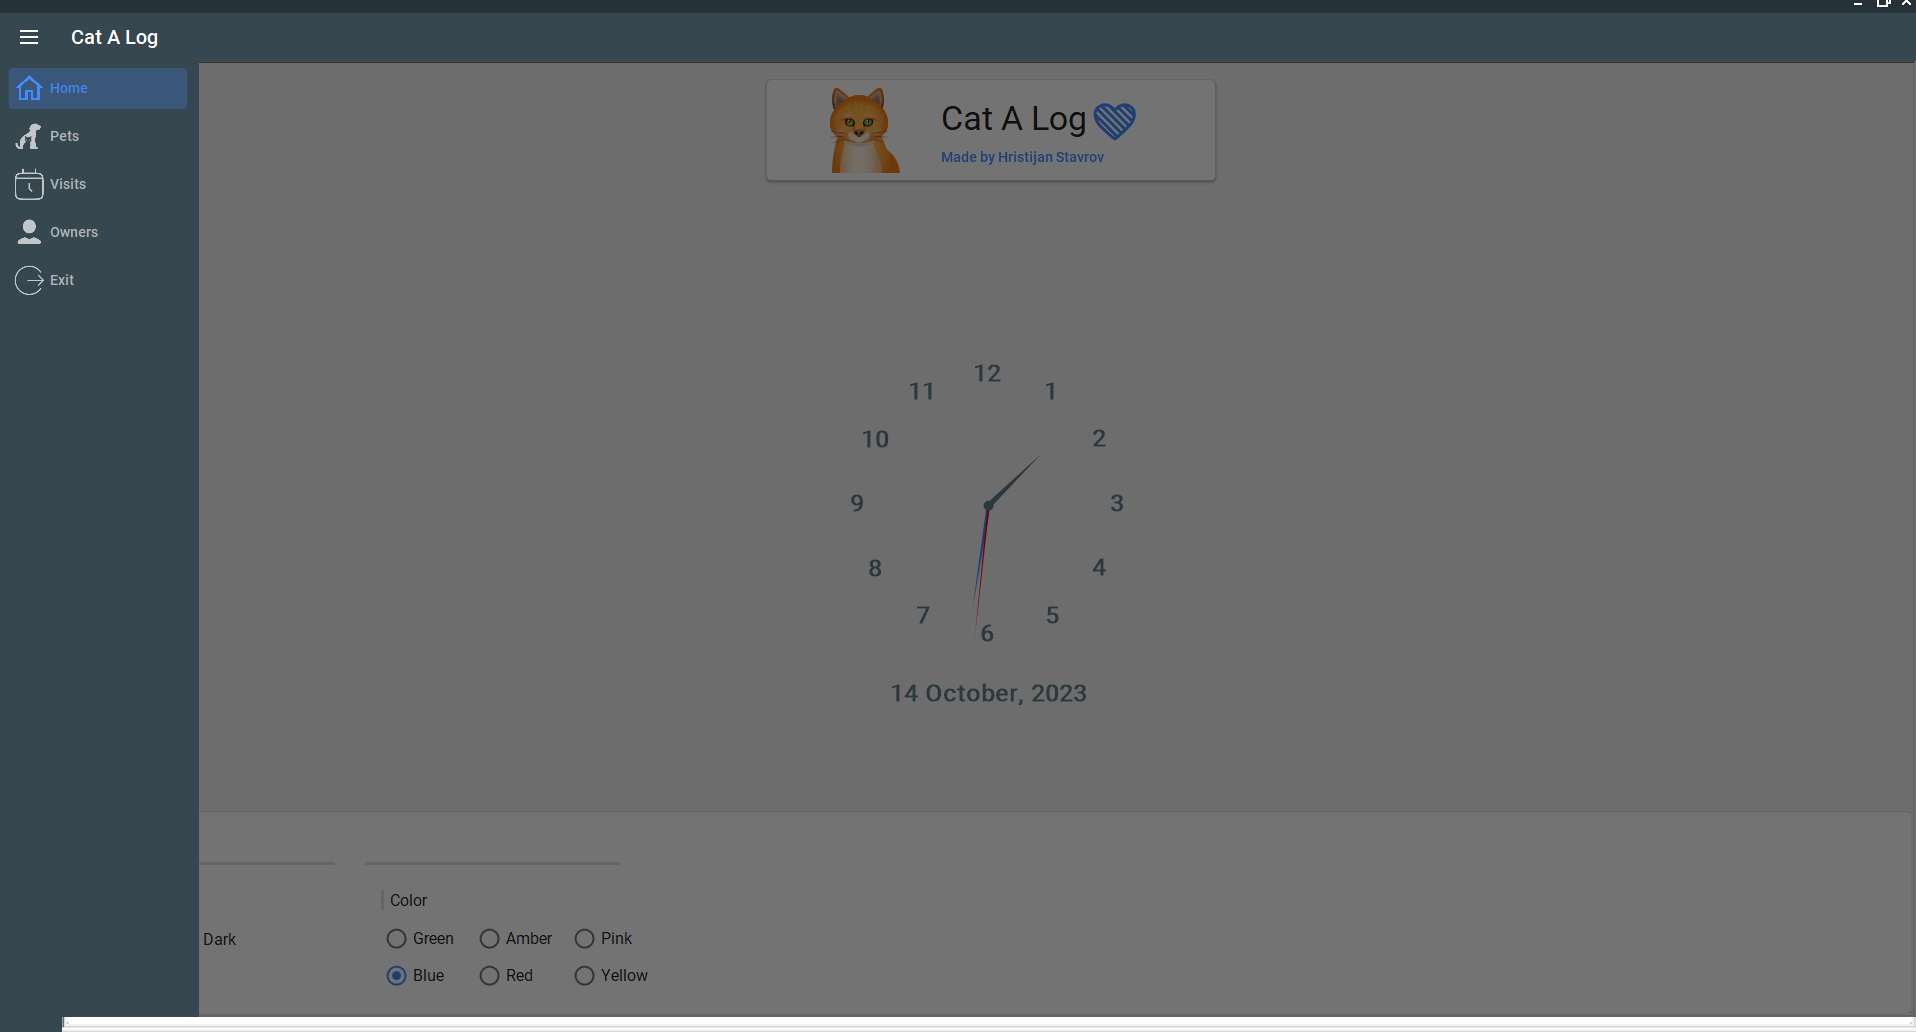 Cat A Log
Home
Pets
Visits
Owners
Exit
Cat A Log
Made by Hristijan Stavrov
12
11
1
10
2
9
3
8
4
7
5
6
14 October, 2023
Color
Dark
Green Amber Pink
Blue Red Yellow